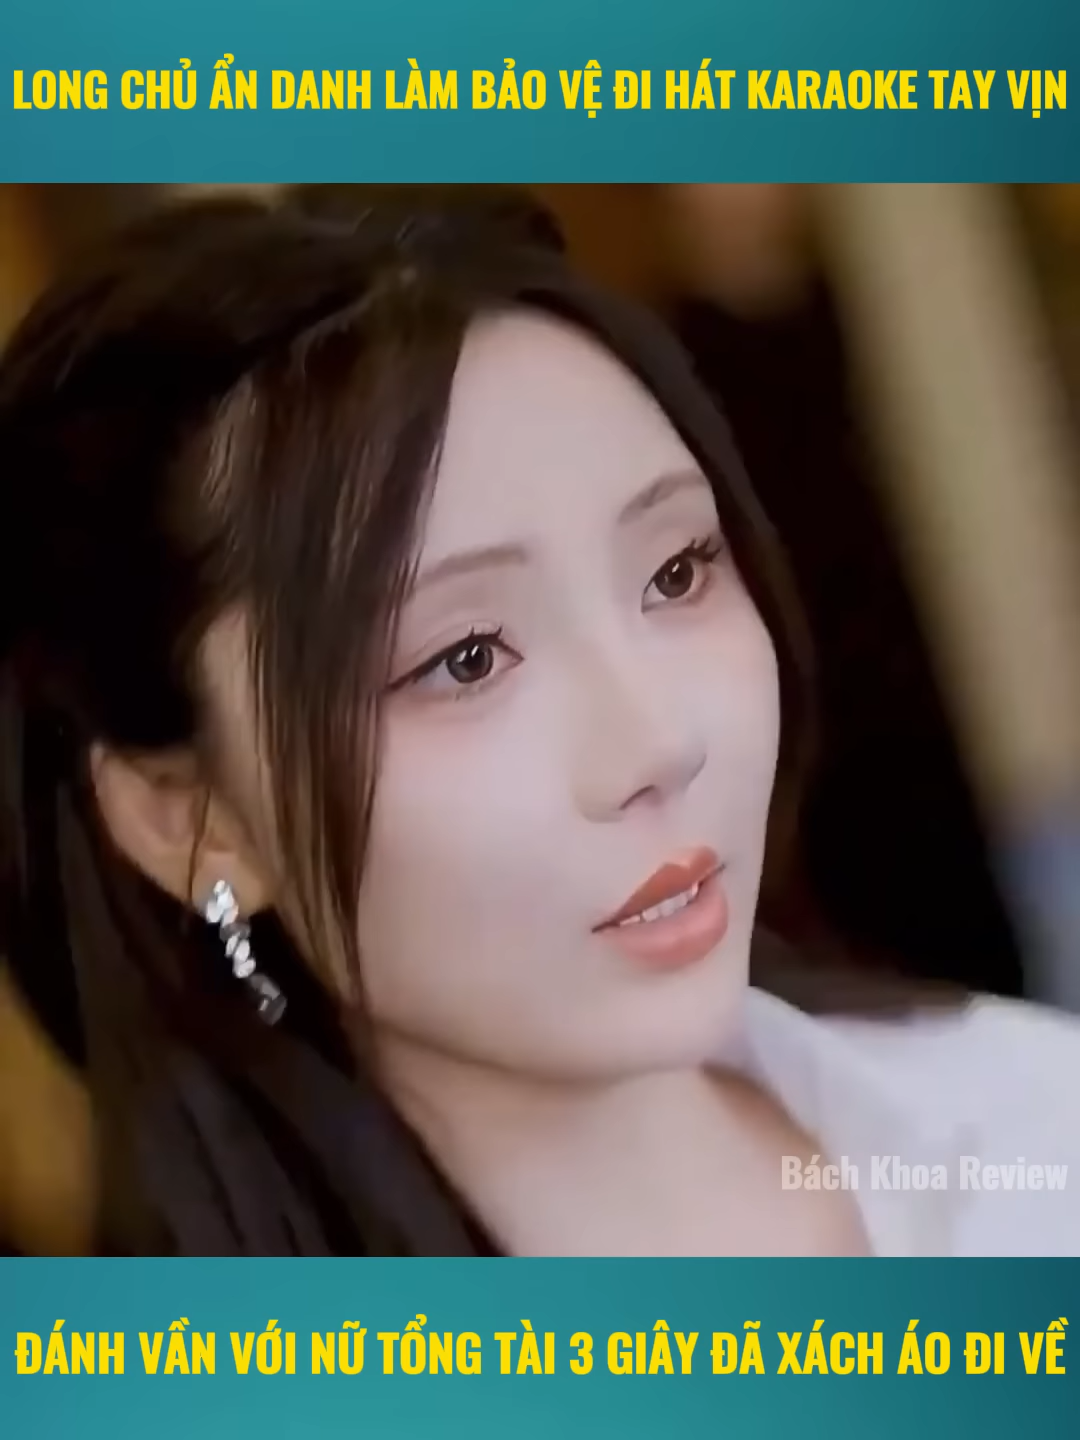 LONG CHỦ ẨN DANH LÀM BẢO VỆ ĐI HÁT KARAOKE TAY VỊN
Bách Khoa Review
ĐÁNH VẦN VỚI NỮ TỔNG TÀI 3 GIÂY ĐÃ XÁCH ÁO ĐI VỀ